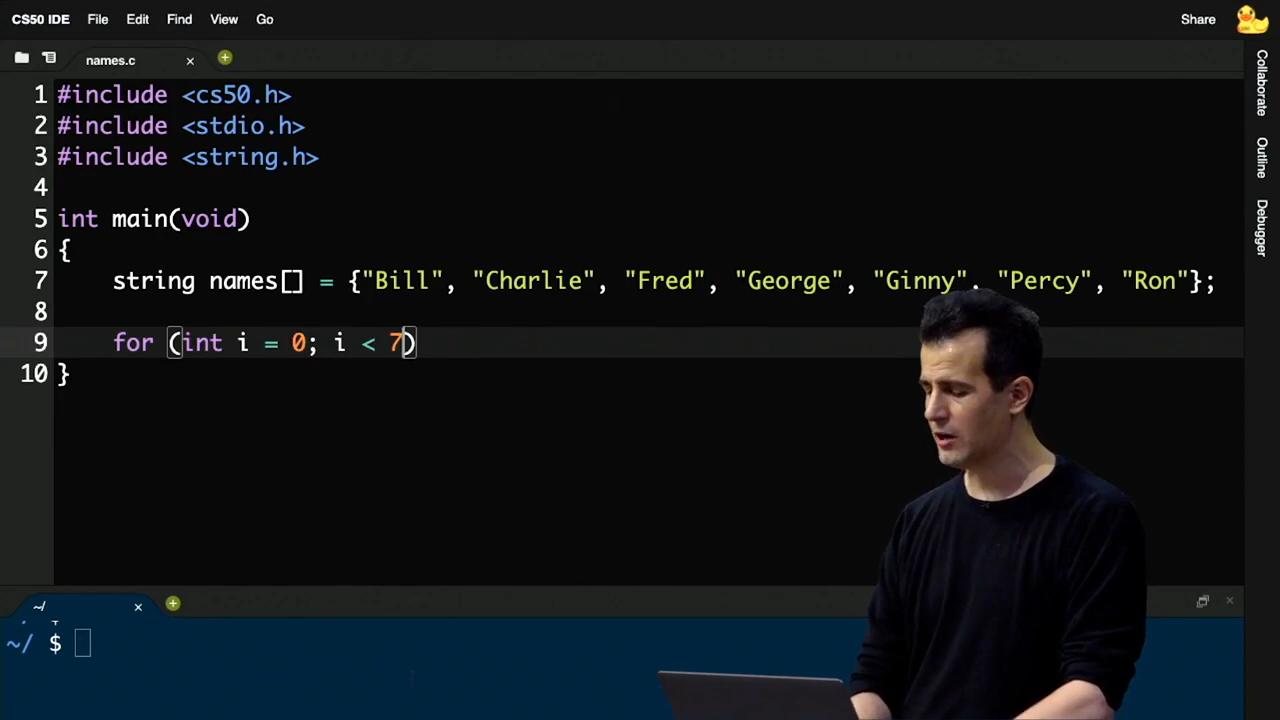 CS50 IDE File Edit Find View Go Share
names.c
Collaborate
Outline
Debugger
1 #include <cs50.h>
2 #include <stdio.h>
3 #include <string.h>
4
5 int main(void)
6 {
7 string names[] = {"Bill", "Charlie", "Fred", "George", "Ginny", "Percy", "Ron"};
8
9 for (int i = 0; i < 7)
10 }
~/
~/ $